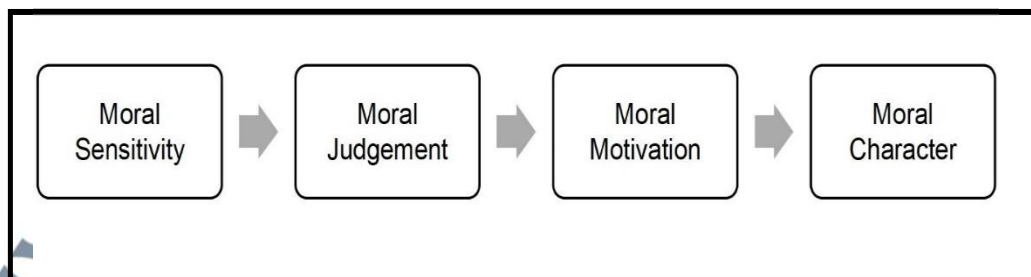 Moral
Sensitivity
Moral
Judgement
Moral
Motivation
Moral
Character